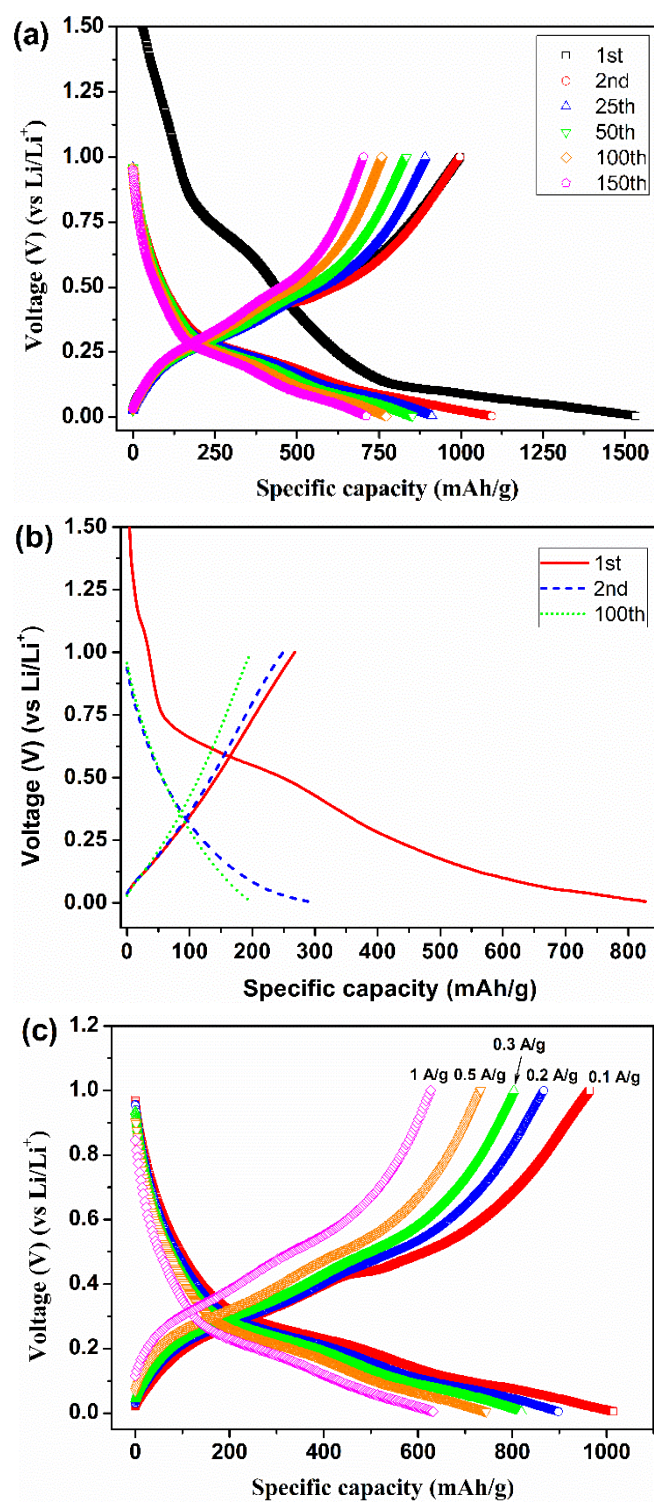 (a)
1st
2nd
25th
50th
100th
150th
1.50
1.25
1.00
0.75
0.50
0.25
0.00
Voltage (V) (vs Li/Li+)
0 250 500 750 1000 1250 1500
Specific capacity (mAh/g)
(b)
1st
2nd
100th
1.50
1.25
1.00
0.75
0.50
0.25
0.00
Voltage (V) (vs Li/Li+)
0 100 200 300 400 500 600 700 800
Specific capacity (mAh/g)
(c)
0.3 A/g
1 A/g 0.5 A/g 0.2 A/g 0.1 A/g
1.2
1.0
0.8
0.6
0.4
0.2
0.0
Voltage (V) (vs Li/Li+)
0 200 400 600 800 1000
Specific capacity (mAh/g)